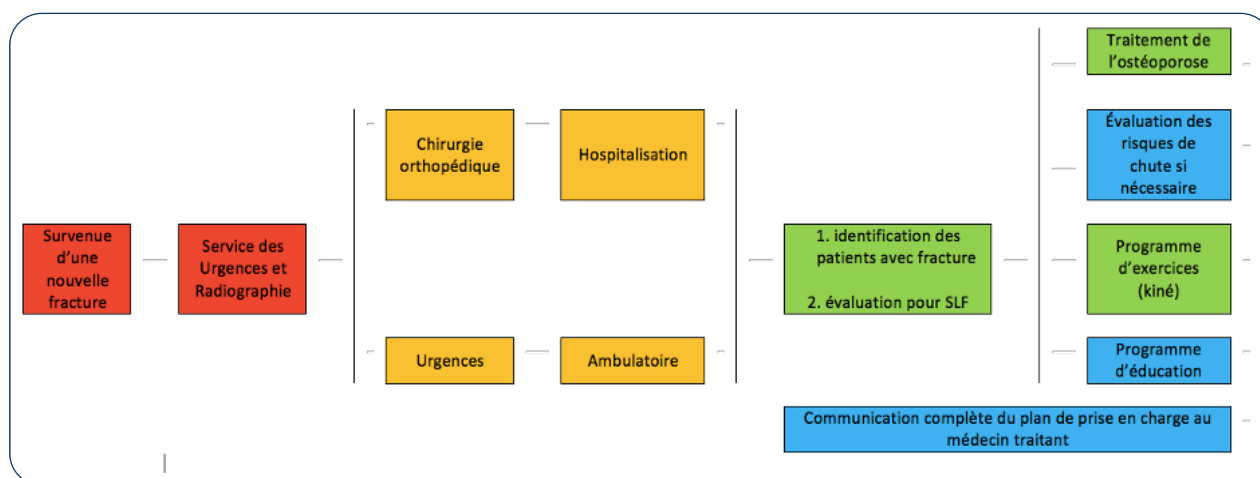 Survenue
d'une
nouvelle
fracture
Service des
Urgences et
Radiographie
Chirurgie
orthopédique
Hospitalisation
Urgences
Ambulatoire
1. identification des
patients avec fracture
2. évaluation pour SLF
Traitement de
l'ostéoporose
Évaluation des
risques de
chute si
nécessaire
Programme
d'exercices
(kiné)
Programme
d'éducation
Communication complète du plan de prise en charge au
médecin traitant